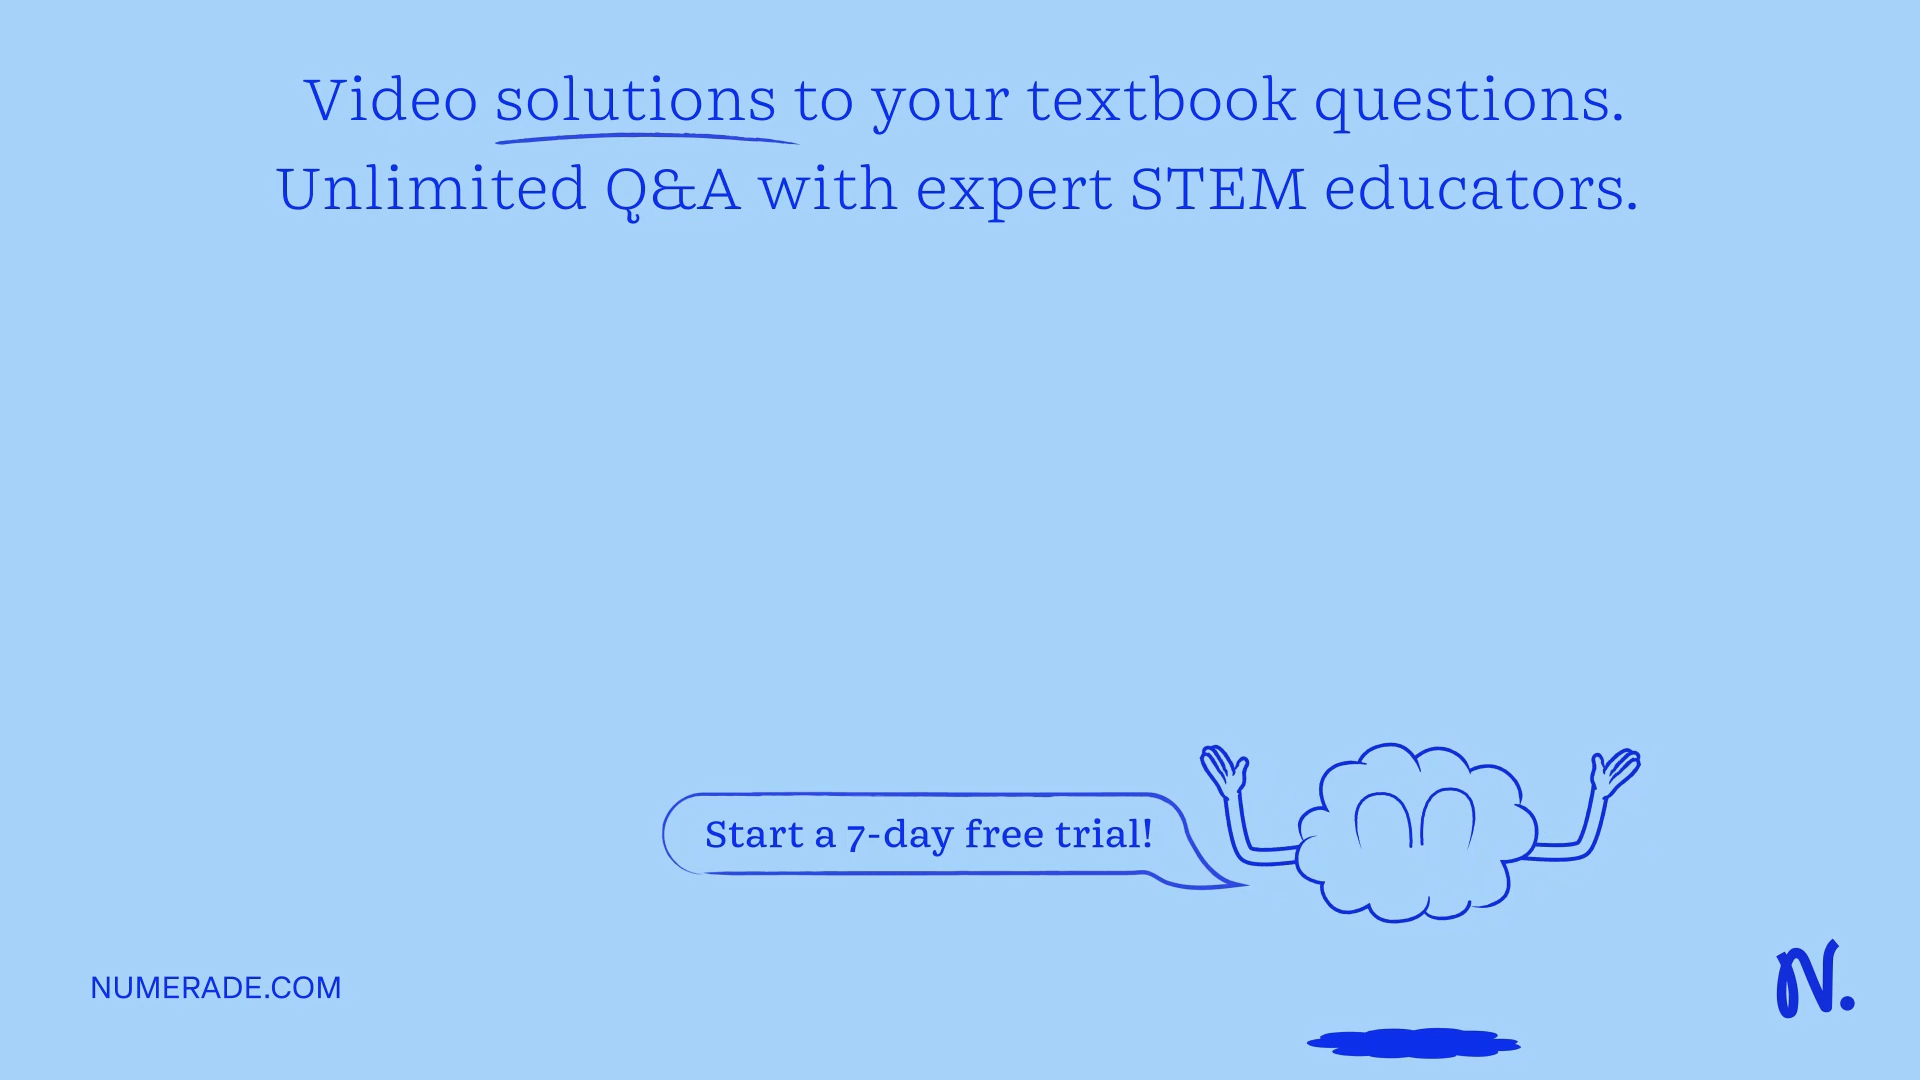 Video solutions to your textbook questions.
Unlimited Q&A with expert STEM educators.
Start a 7-day free trial!
NUMERADE.COM
N.